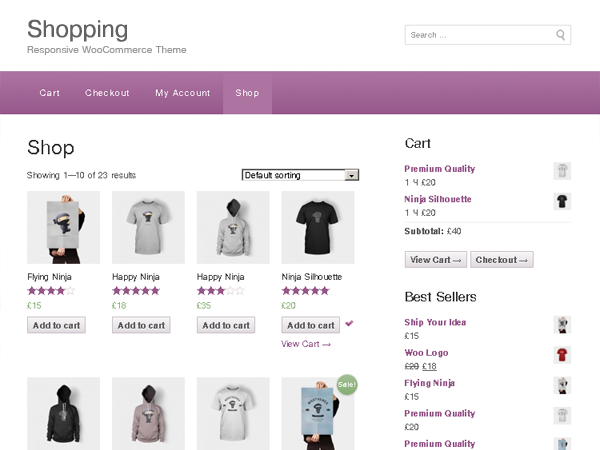 Shopping
Responsive WooCommerce Theme
Search ...
Cart Checkout My Account Shop
Shop
Showing 1—10 of 23 results
Default sorting
Flying Ninja
£15
Add to cart
Happy Ninja
£18
Add to cart
Happy Ninja
£35
Add to cart
Ninja Silhouette
£20
Add to cart
View Cart →
Sale!
Cart
Premium Quality
1 Ч £20
Ninja Silhouette
1 Ч £20
Subtotal: £40
View Cart → Checkout →
Best Sellers
Ship Your Idea
£15
Woo Logo
£20 £18
Flying Ninja
£15
Premium Quality
£20
Premium Quality